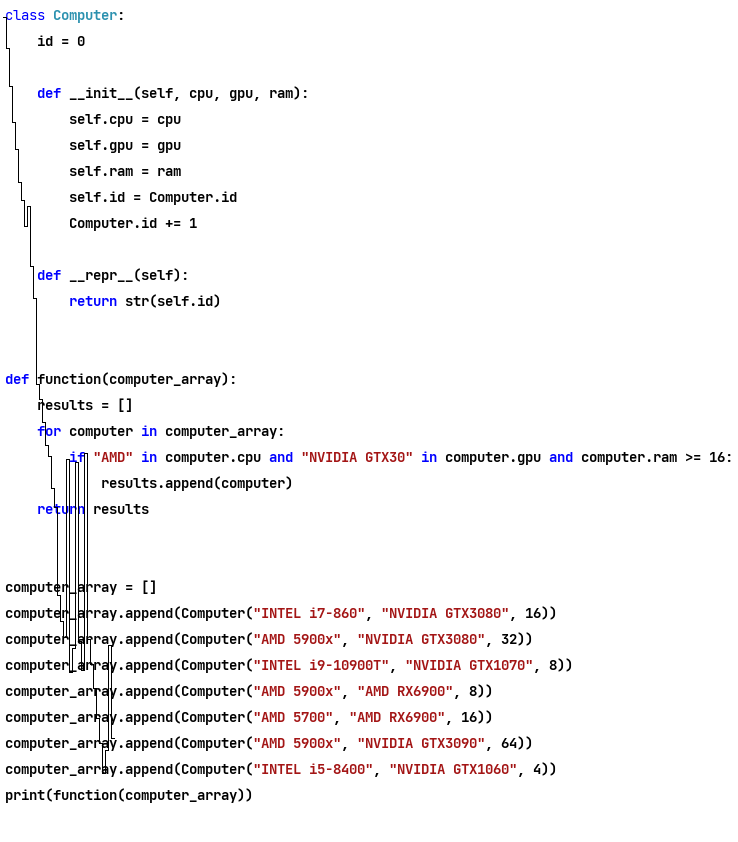 class Computer:
    id = 0
    def __init__(self, cpu, gpu, ram):
        self.cpu = cpu
        self.gpu = gpu
        self.ram = ram
        self.id = Computer.id
        Computer.id += 1
    def __repr__(self):
        return str(self.id)
def function(computer_array):
    results = []
    for computer in computer_array:
        if "AMD" in computer.cpu and "NVIDIA GTX30" in computer.gpu and computer.ram >= 16:
            results.append(computer)
    return results
computer_array = []
computer_array.append(Computer("INTEL i7-860", "NVIDIA GTX3080", 16))
computer_array.append(Computer("AMD 5900x", "NVIDIA GTX3080", 32))
computer_array.append(Computer("INTEL i9-10900T", "NVIDIA GTX1070", 8))
computer_array.append(Computer("AMD 5900x", "AMD RX6900", 8))
computer_array.append(Computer("AMD 5700", "AMD RX6900", 16))
computer_array.append(Computer("AMD 5900x", "NVIDIA GTX3090", 64))
computer_array.append(Computer("INTEL i5-8400", "NVIDIA GTX1060", 4))
print(function(computer_array))